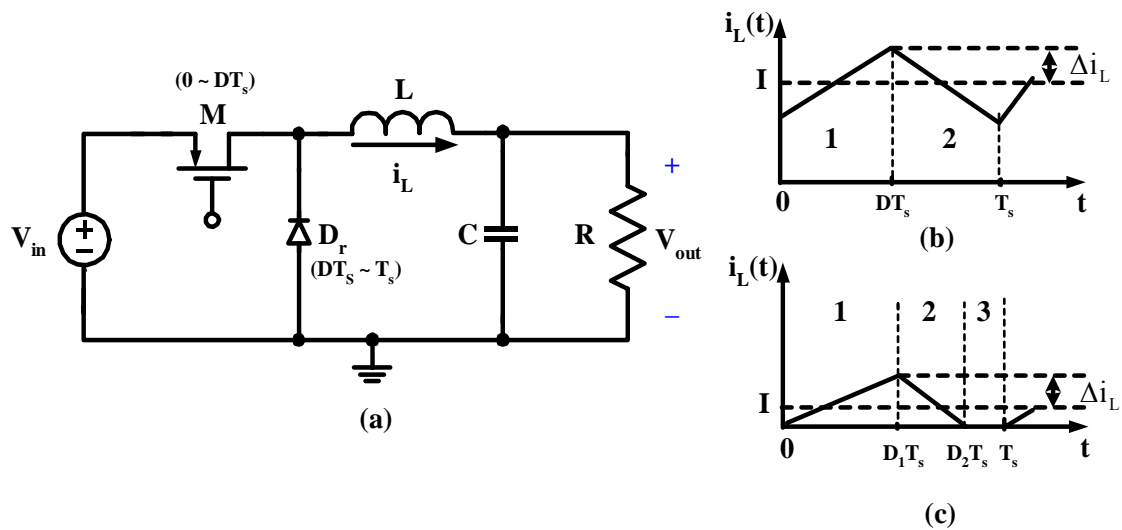 (0 ~ DTs)
M
L
iL
Vin
+
−
Dr
(DTS ~ Ts)
C
R
+
Vout
−
(a)
iL(t)
I
ΔiL
1
2
0
DTs
Ts
t
(b)
iL(t)
1
2
3
I
ΔiL
0
D1Ts
D2Ts
Ts
t
(c)